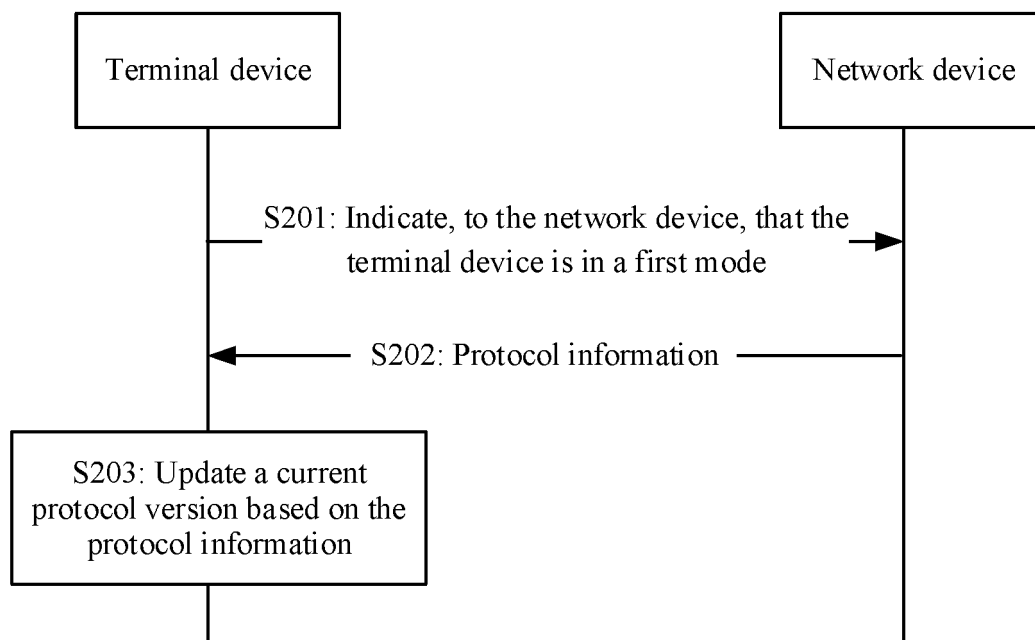 Terminal device
Network device
S201: Indicate, to the network device, that the
terminal device is in a first mode
S202: Protocol information
S203: Update a current
protocol version based on the
protocol information